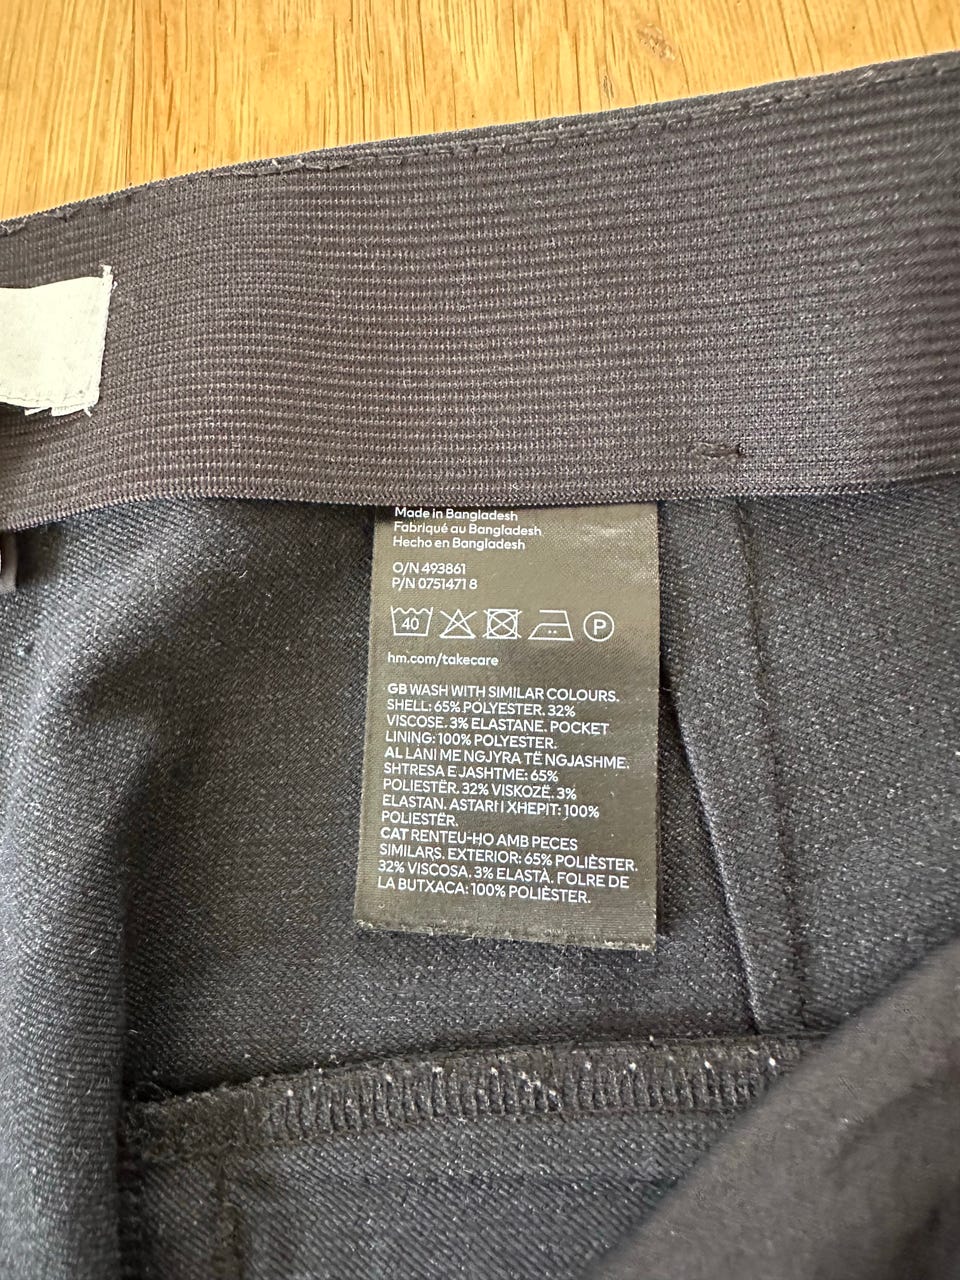 Made in Bangladesh
Fabriqué au Bangladesh
Hecho en Bangladesh
O/N 493861
P/N 0751471 8
40 P
hm.com/takecare
GB WASH WITH SIMILAR COLOURS.
SHELL: 65% POLYESTER. 32%
VISCOSE. 3% ELASTANE. POCKET
LINING: 100% POLYESTER.
AL LANI ME NGJYRA TË NGJASHME.
SHTRESA E JASHTME: 65%
POLIESTËR. 32% VISKOZË. 3%
ELASTAN. ASTARI I XHEPIT: 100%
POLIESTËR.
CAT RENTEU-HO AMB PECES
SIMILARS. EXTERIOR: 65% POLIÈSTER.
32% VISCOSA. 3% ELASTÀ. FOLRE DE
LA BUTXACA: 100% POLIÈSTER.